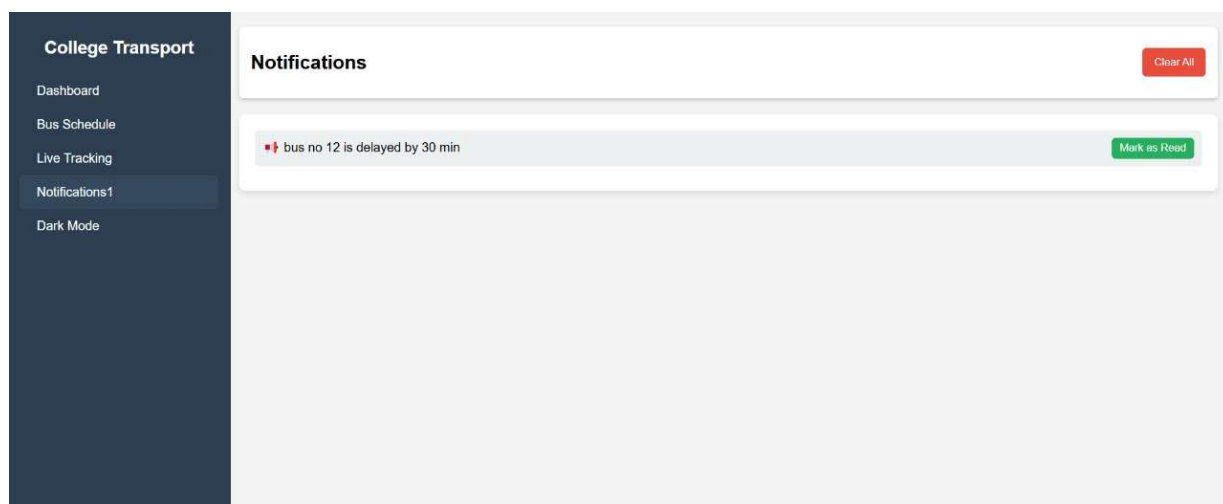 College Transport
Dashboard
Bus Schedule
Live Tracking
Notifications1
Dark Mode
Notifications
Clear All
bus no 12 is delayed by 30 min
Mark as Read